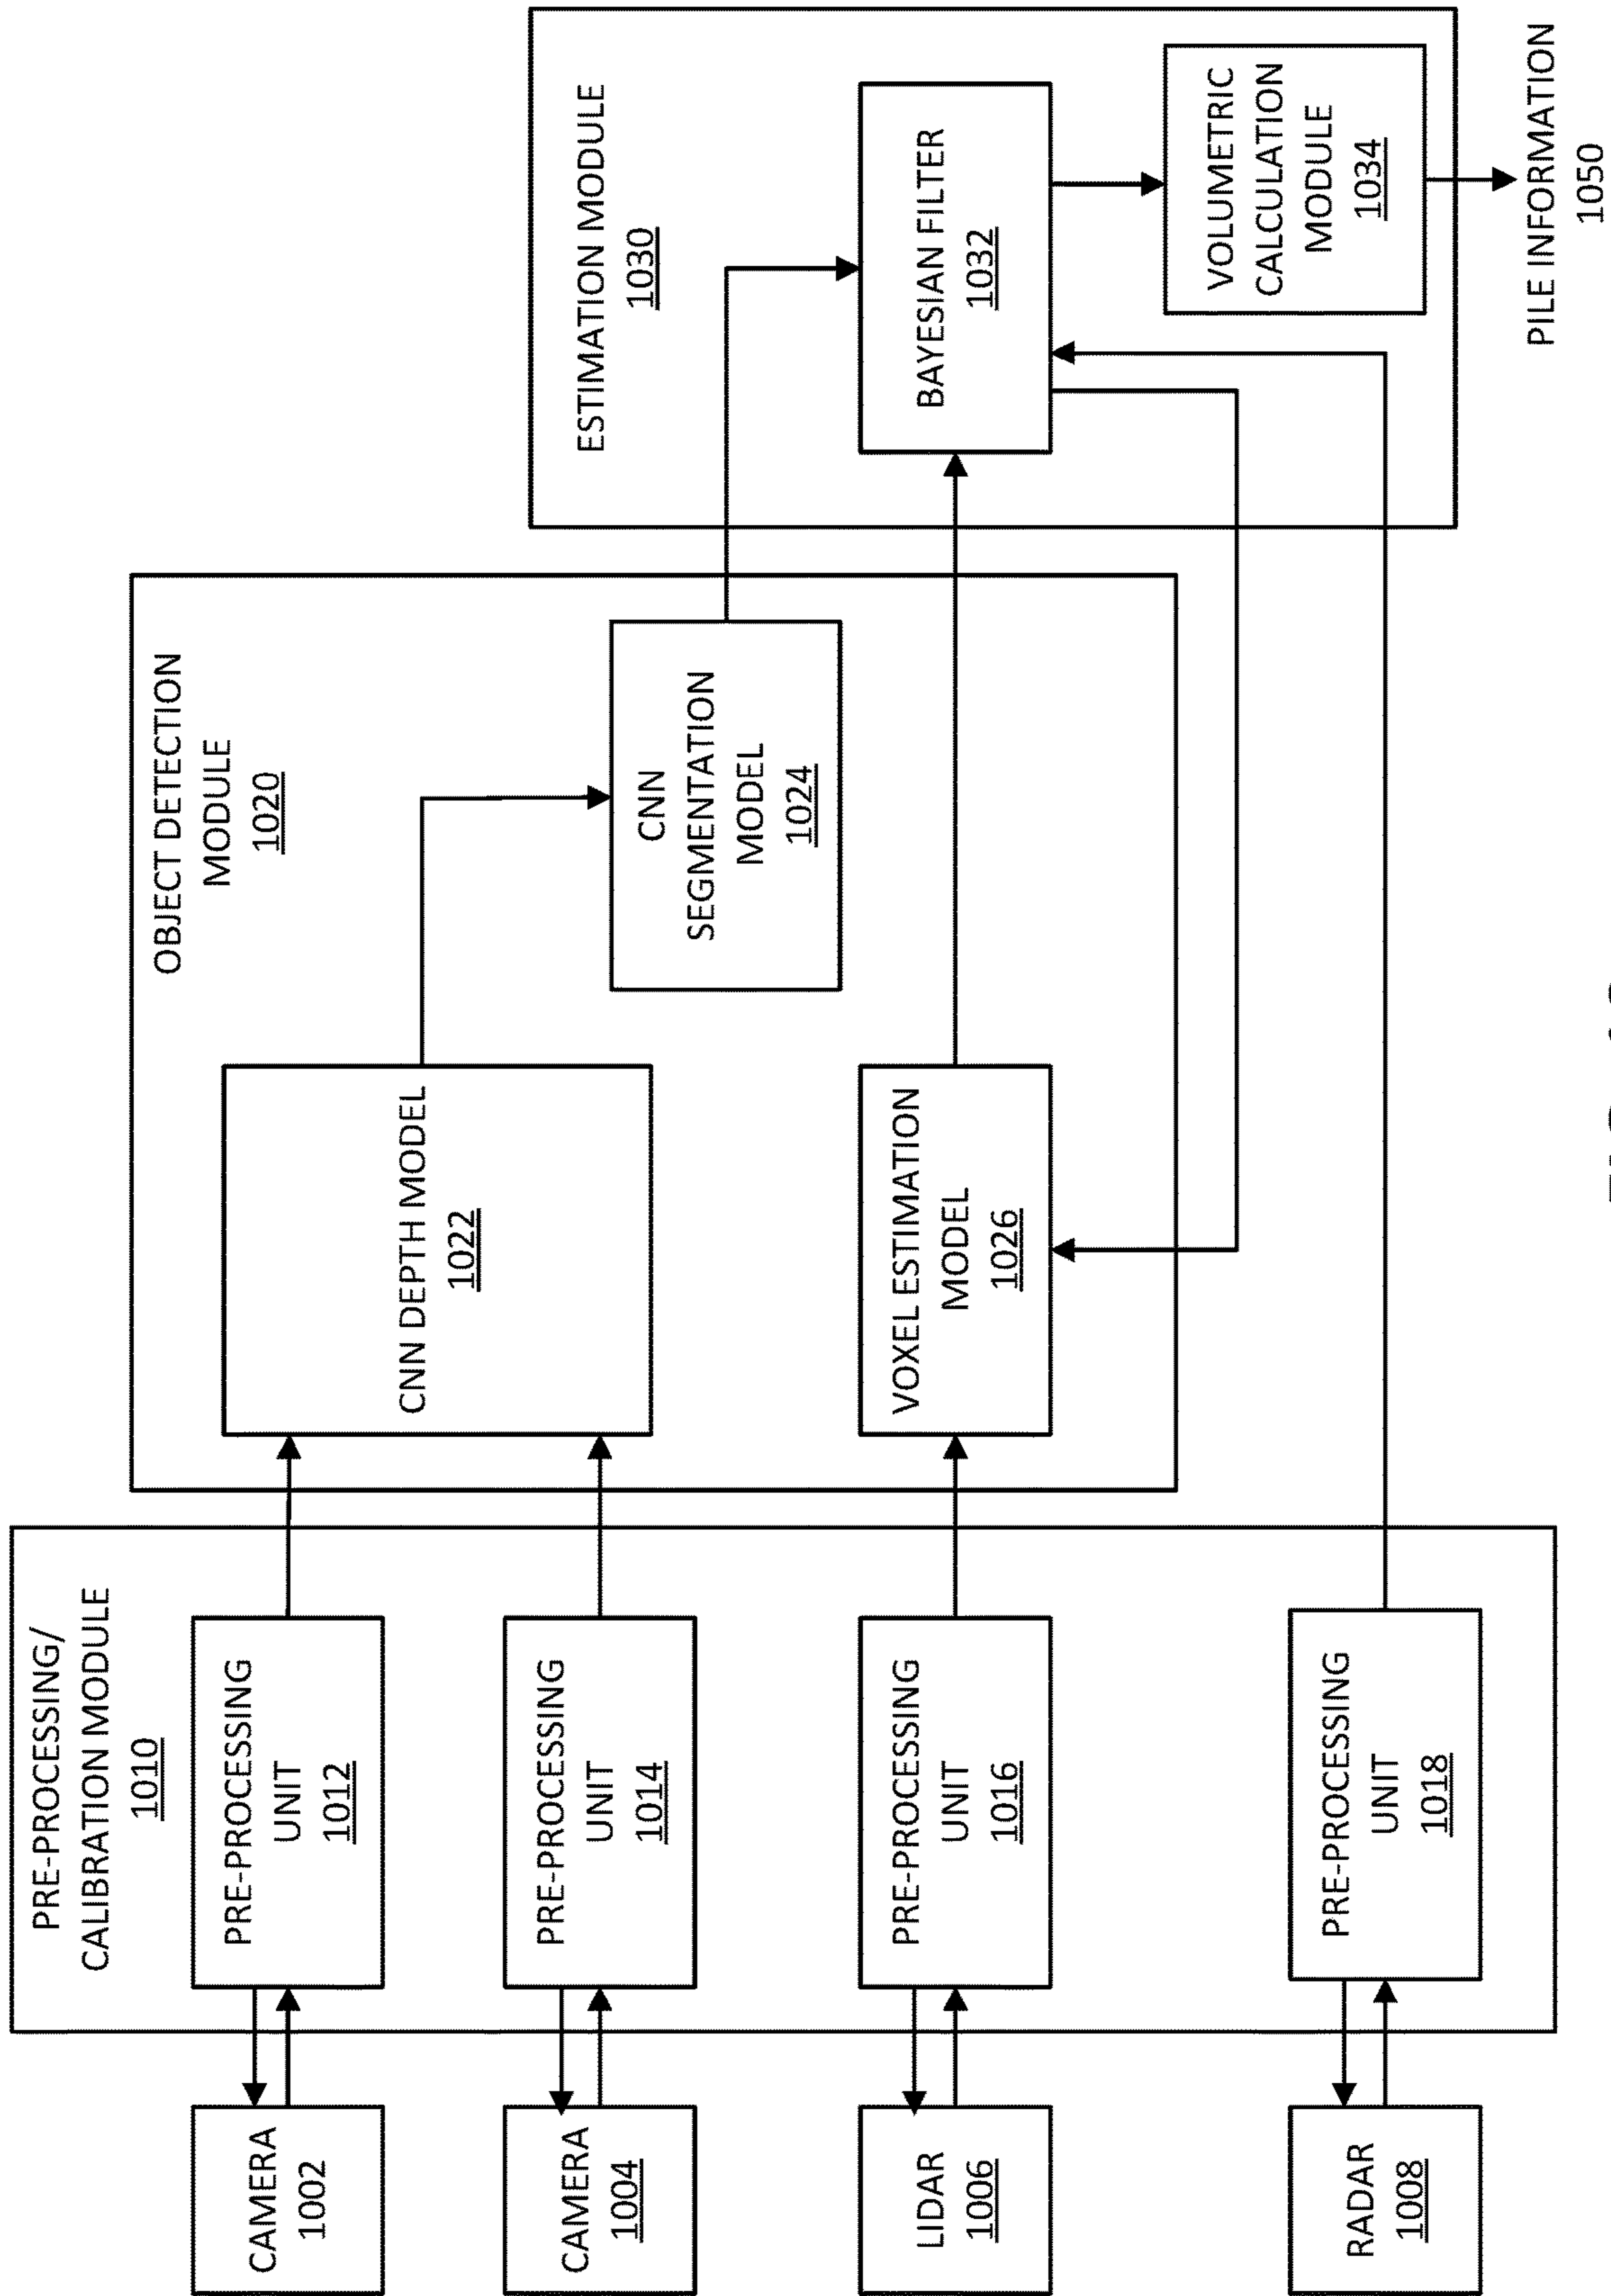 PRE-PROCESSING/
CALIBRATION MODULE
1010
CAMERA
1002
PRE-PROCESSING
UNIT
1012
CAMERA
1004
PRE-PROCESSING
UNIT
1014
LIDAR
1006
PRE-PROCESSING
UNIT
1016
RADAR
1008
PRE-PROCESSING
UNIT
1018
OBJECT DETECTION
MODULE
1020
CNN DEPTH MODEL
1022
CNN
SEGMENTATION
MODEL
1024
VOXEL ESTIMATION
MODEL
1026
ESTIMATION MODULE
1030
BAYESIAN FILTER
1032
VOLUMETRIC
CALCULATION
MODULE
1034
PILE INFORMATION
1050